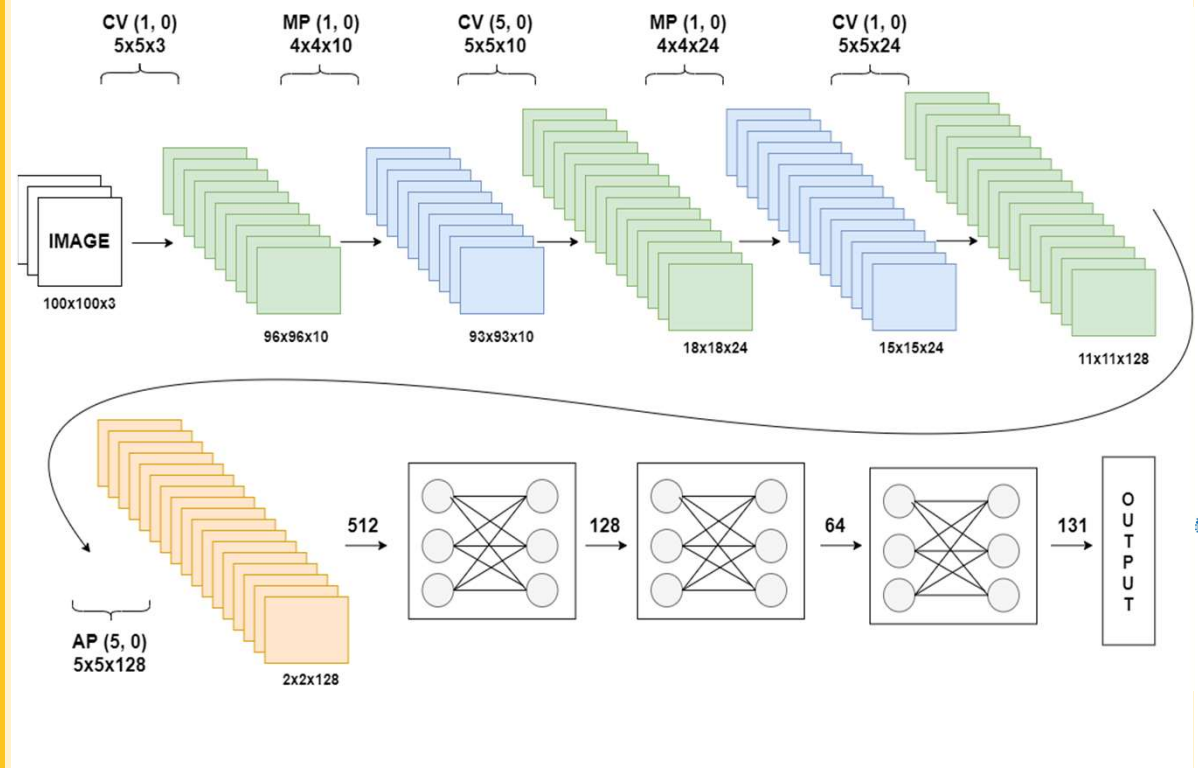 CV (1, 0)
5x5x3
MP (1, 0)
4x4x10
CV (5, 0)
5x5x10
MP (1, 0)
4x4x24
CV (1, 0)
5x5x24
IMAGE
100x100x3
96x96x10
93x93x10
18x18x24
15x15x24
11x11x128
AP (5, 0)
5x5x128
2x2x128
512
128
64
131
O
U
T
P
U
T